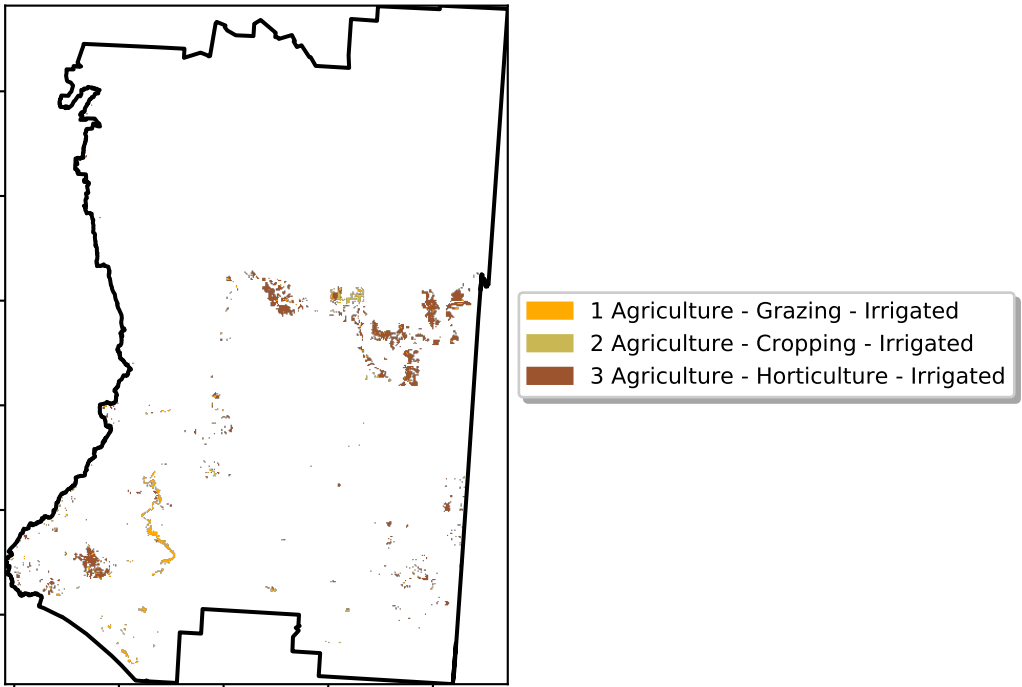 1 Agriculture - Grazing - Irrigated
2 Agriculture - Cropping - Irrigated
3 Agriculture - Horticulture - Irrigated